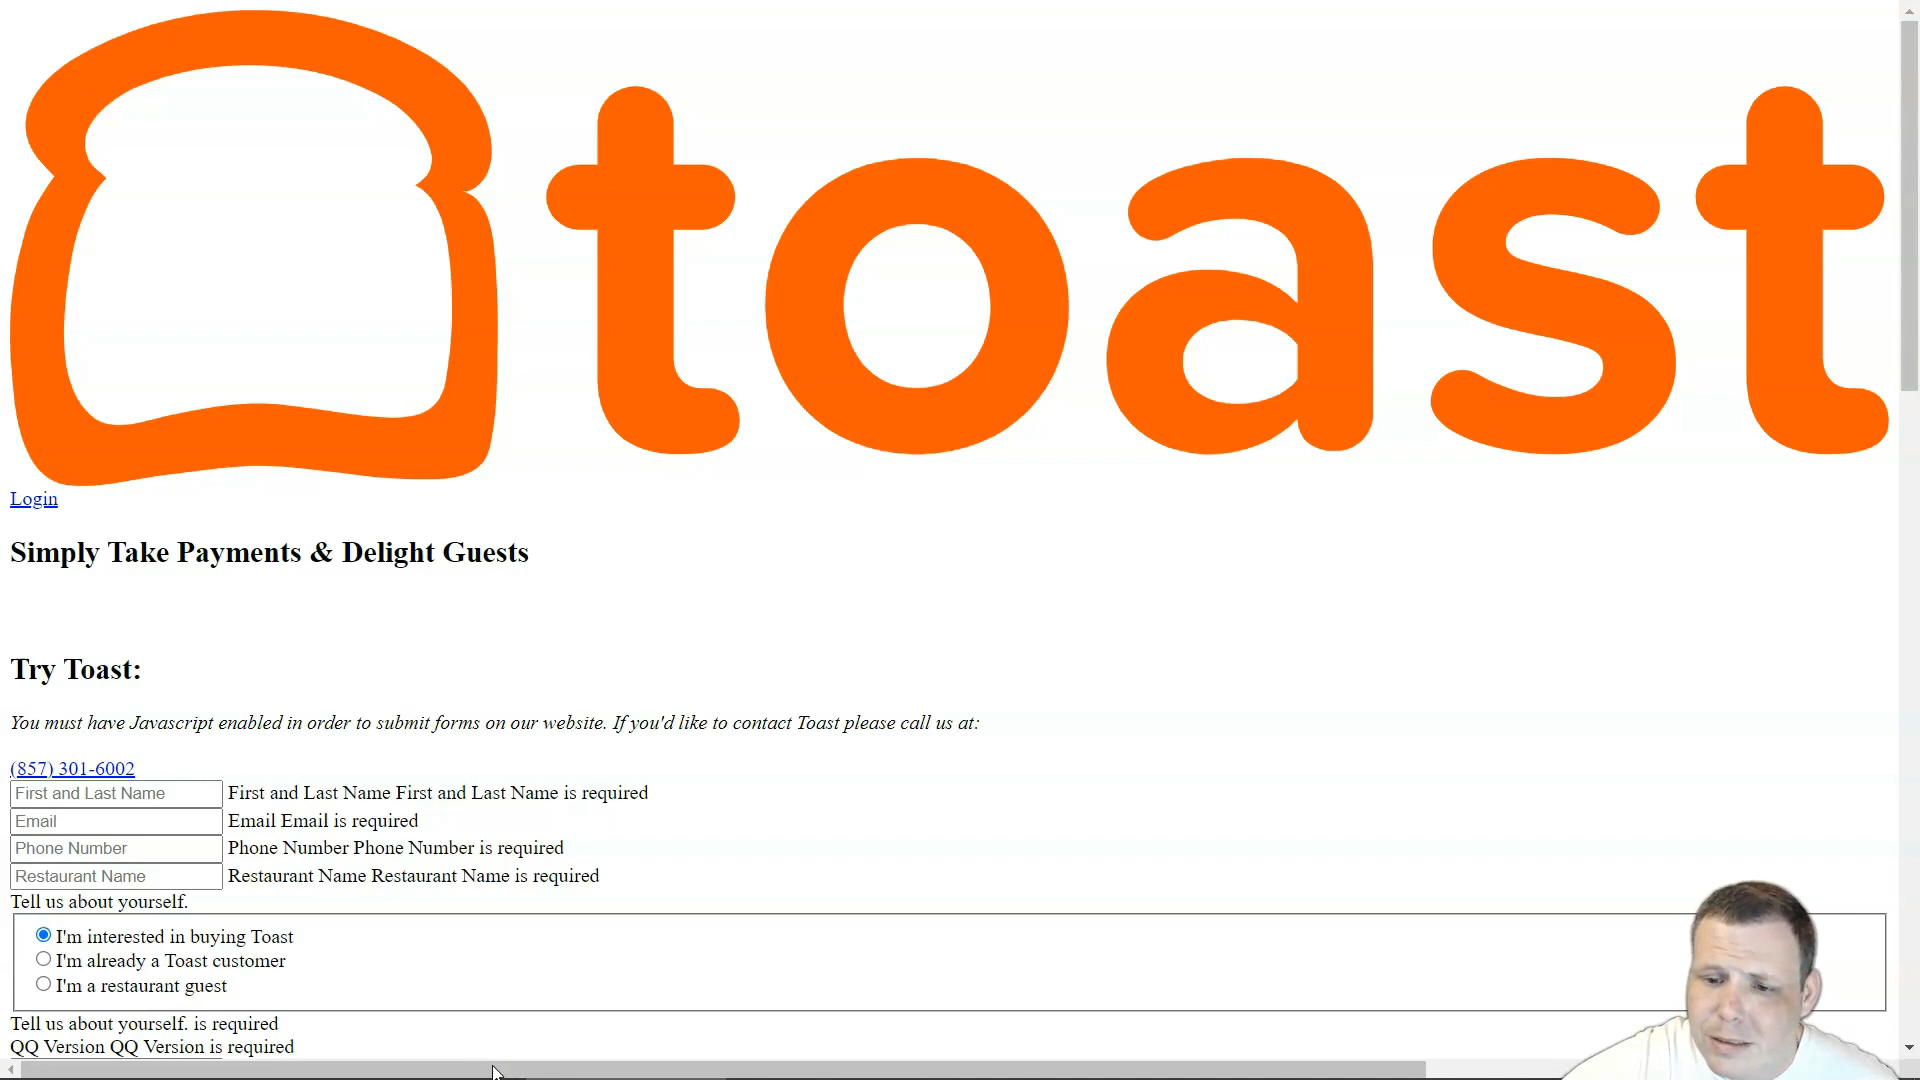 toast
Login
Simply Take Payments & Delight Guests
Try Toast:
You must have Javascript enabled in order to submit forms on our website. If you'd like to contact Toast please call us at:
(857) 301-6002
First and Last Name First and Last Name First and Last Name is required
Email Email Email is required
Phone Number Phone Number Phone Number is required
Restaurant Name Restaurant Name Restaurant Name is required
Tell us about yourself.
I'm interested in buying Toast
I'm already a Toast customer
I'm a restaurant guest
Tell us about yourself. is required
QQ Version QQ Version is required